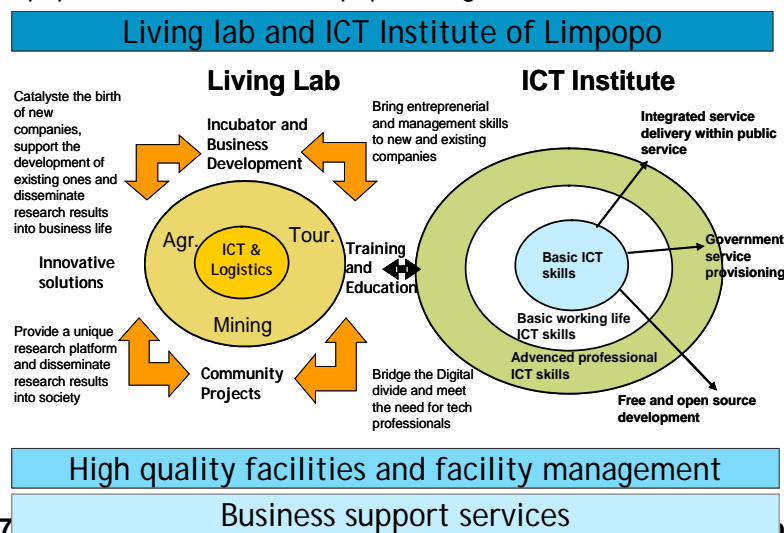 Living lab and ICT Institute of Limpopo
Living Lab
ICT Institute
Catalyste the birth
of new
companies,
support the
development of
existing ones and
disseminate
research results
into business life
Incubator and
Business
Development
Bring entreprenerial
and management skills
to new and existing
companies
Integrated service
delivery within public
service
Agr.
ICT &
Logistics
Tour.
Mining
Innovative
solutions
Training
and
Education
Basic ICT
skills
Government
service
provisioning
Basic working life
ICT skills
Advanced professional
ICT skills
Provide a unique
research platform
and disseminate
research results
into society
Community
Projects
Bridge the Digital
divide and meet
the need for tech
professionals
Free and open source
development
High quality facilities and facility management
Business support services
7